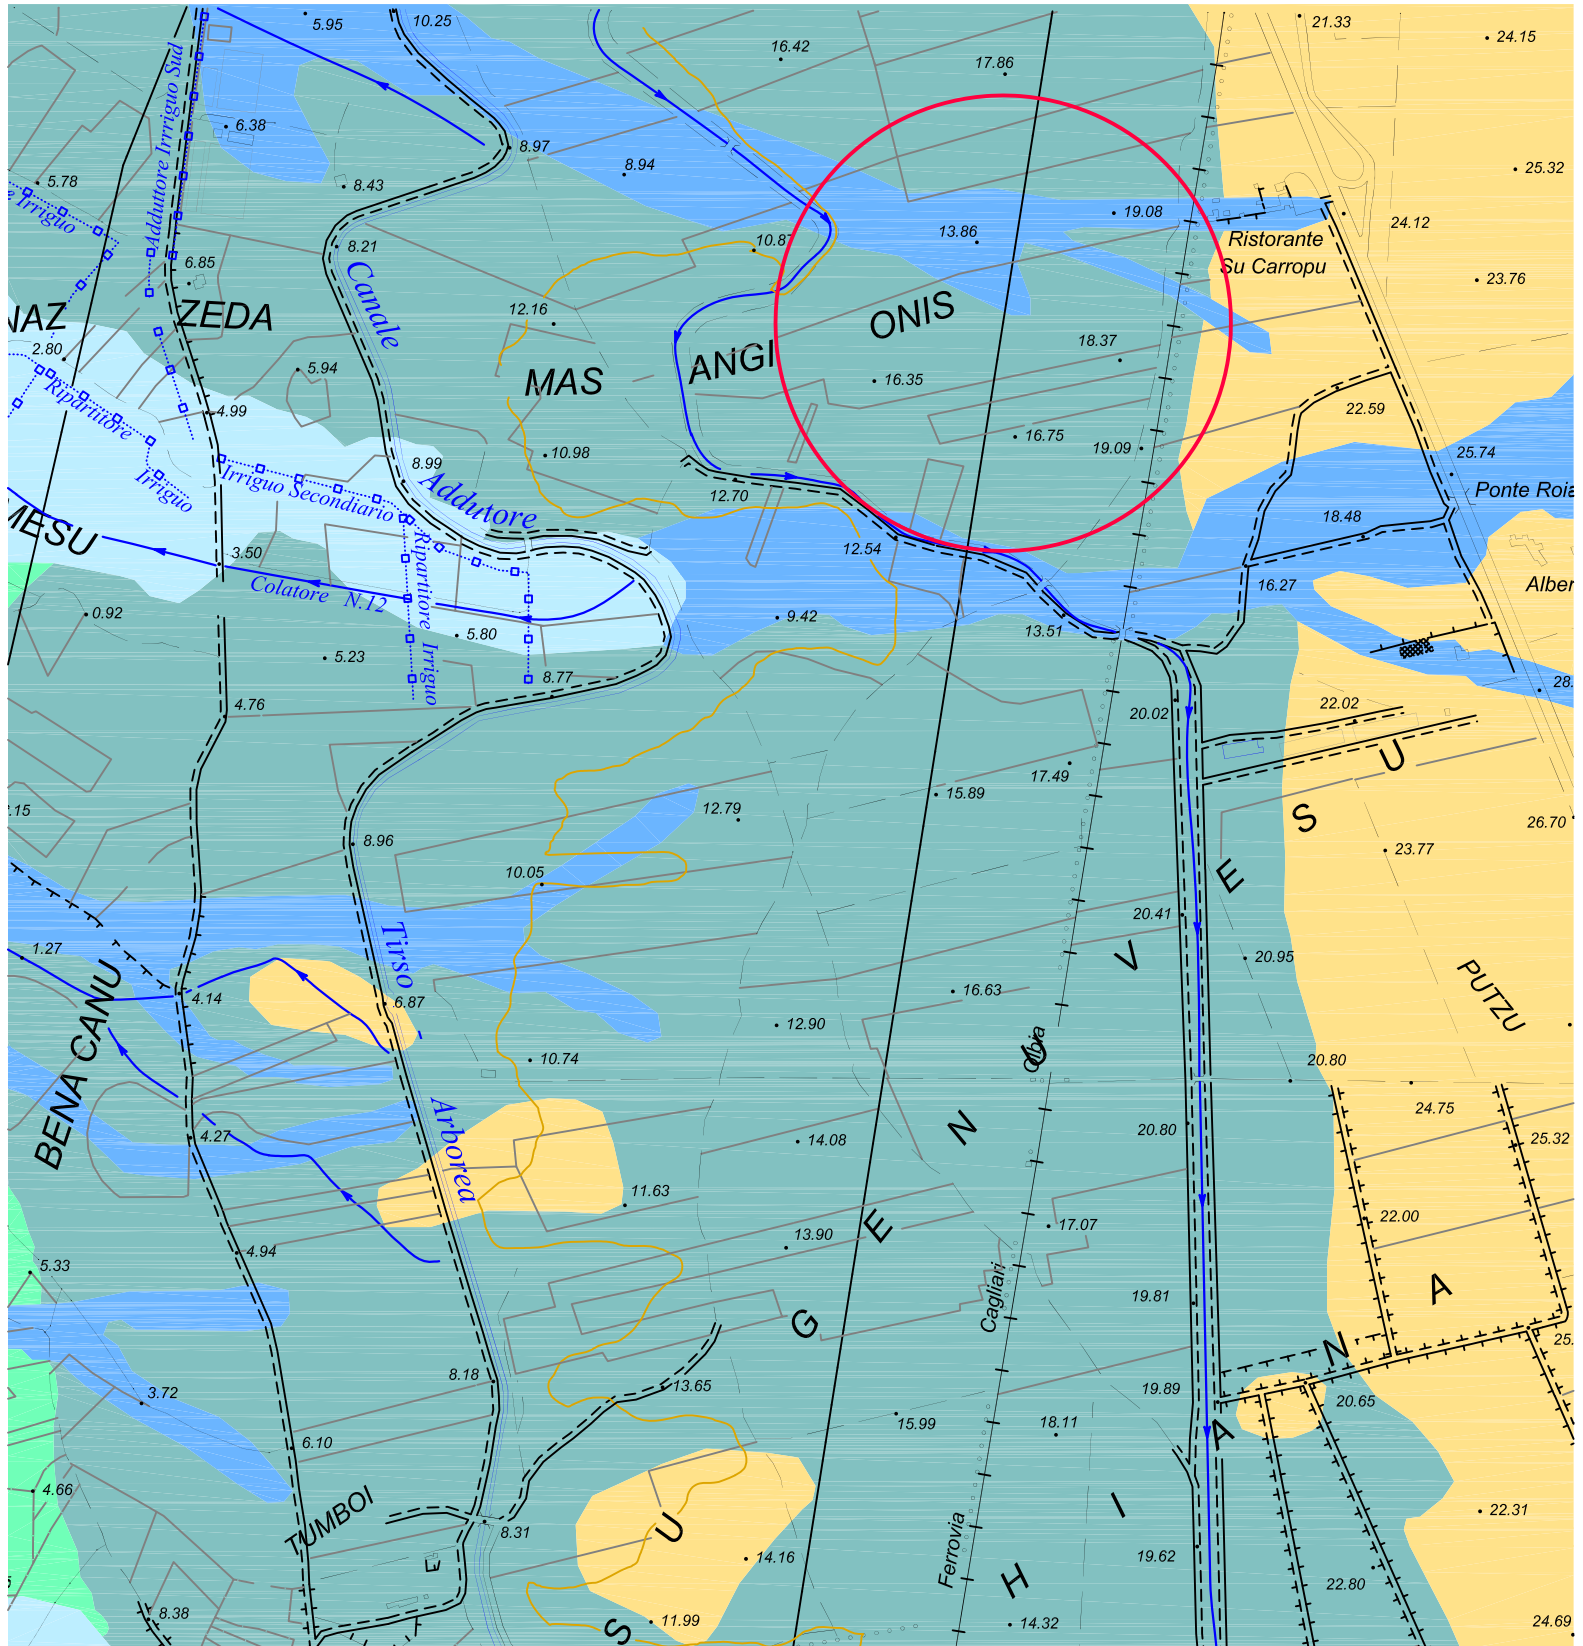 5.95
10.25
16.42
17.86
21.33
24.15
Adduttore Irrriguo Sud
6.38
8.97
8.94
25.32
5.78
8.43
19.08
24.12
e Irriguo
8.21
10.87
13.86
Ristorante
Su Carropu
6.85
Canale
23.76
NAZ
ZEDA
12.16
ONIS
2.80
5.94
MAS
ANGI
18.37
16.35
Ripartitore
4.99
22.59
16.75
10.98
19.09
25.74
8.99
Irriguo
Irriguo Secondiario
Addutore
12.70
Ponte Roia
MESU
18.48
3.50
12.54
Colatore N.12
Ripartitore Irriguo
16.27
Alber
0.92
9.42
5.80
13.51
5.23
8.77
28.
4.76
20.02
22.02
U
17.49
15.89
12.79
S
.15
26.70
8.96
23.77
10.05
E
20.41
1.27
Tirso
V
20.95
BENA CANU
4.14
6.87
16.63
PUTZU
12.90
Olbia
U
10.74
20.80
24.75
Arborea
4.27
14.08
N
20.80
25.32
11.63
22.00
4.94
13.90
E
17.07
5.33
Cagliari
A
19.81
G
N
25.
8.18
3.72
13.65
19.89
20.65
15.99
18.11
A
6.10
4.66
TUMBOI
8.31
U
I
22.31
14.16
Ferrovia
19.62
H
22.80
8.38
11.99
S
14.32
24.69